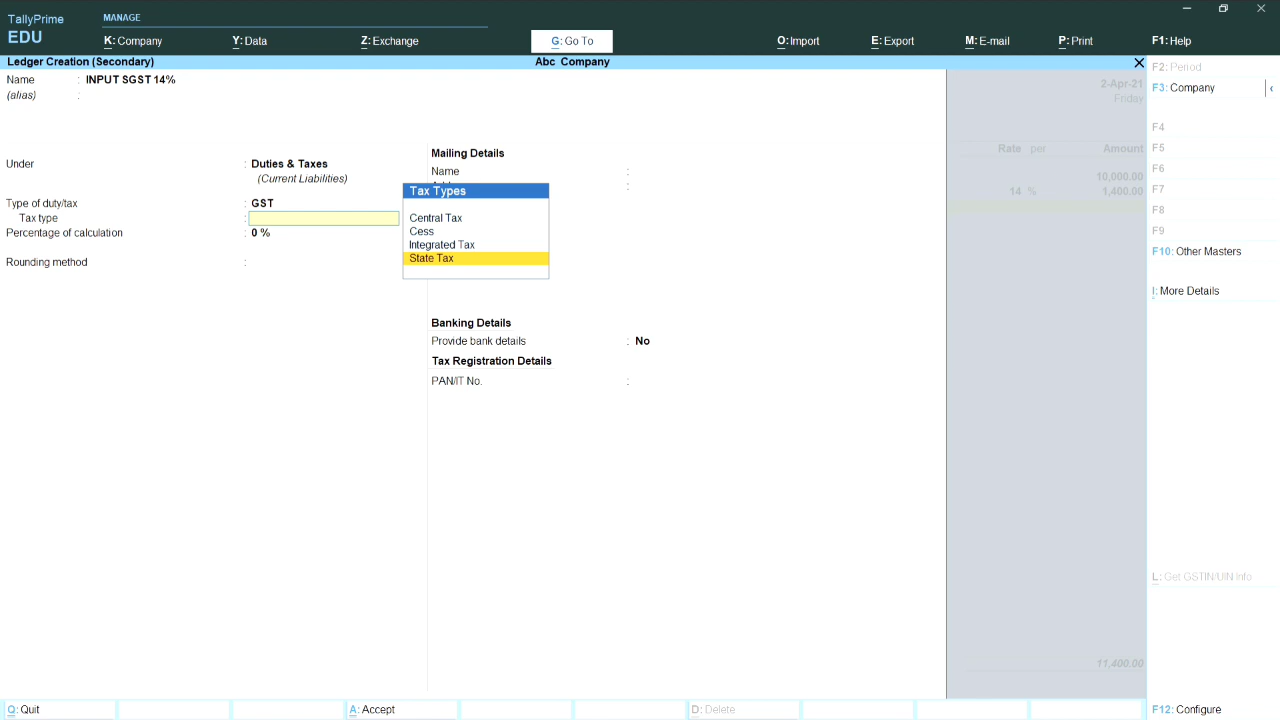 TallyPrime
EDU
MANAGE
K: Company
Y: Data
Z: Exchange
G: Go To
O: Import
E: Export
M: E-mail
P: Print
F1: Help
Ledger Creation (Secondary)
Abc Company
Name : INPUT SGST 14%
(alias) :
Under : Duties & Taxes
(Current Liabilities)
Type of duty/tax : GST
Tax type :
Percentage of calculation : 0 %
Rounding method :
Mailing Details
Name :
Tax Types
Central Tax
Cess
Integrated Tax
State Tax
Banking Details
Provide bank details : No
Tax Registration Details
PAN/IT No. :
2-Apr-21
Friday
Rate per Amount
10,000.00
14 % 1,400.00
11,400.00
F2: Period
F3: Company
F4
F5
F6
F7
F8
F9
F10: Other Masters
I: More Details
L: Get GSTIN/UIN Info
F12: Configure
Q: Quit
A: Accept
D: Delete